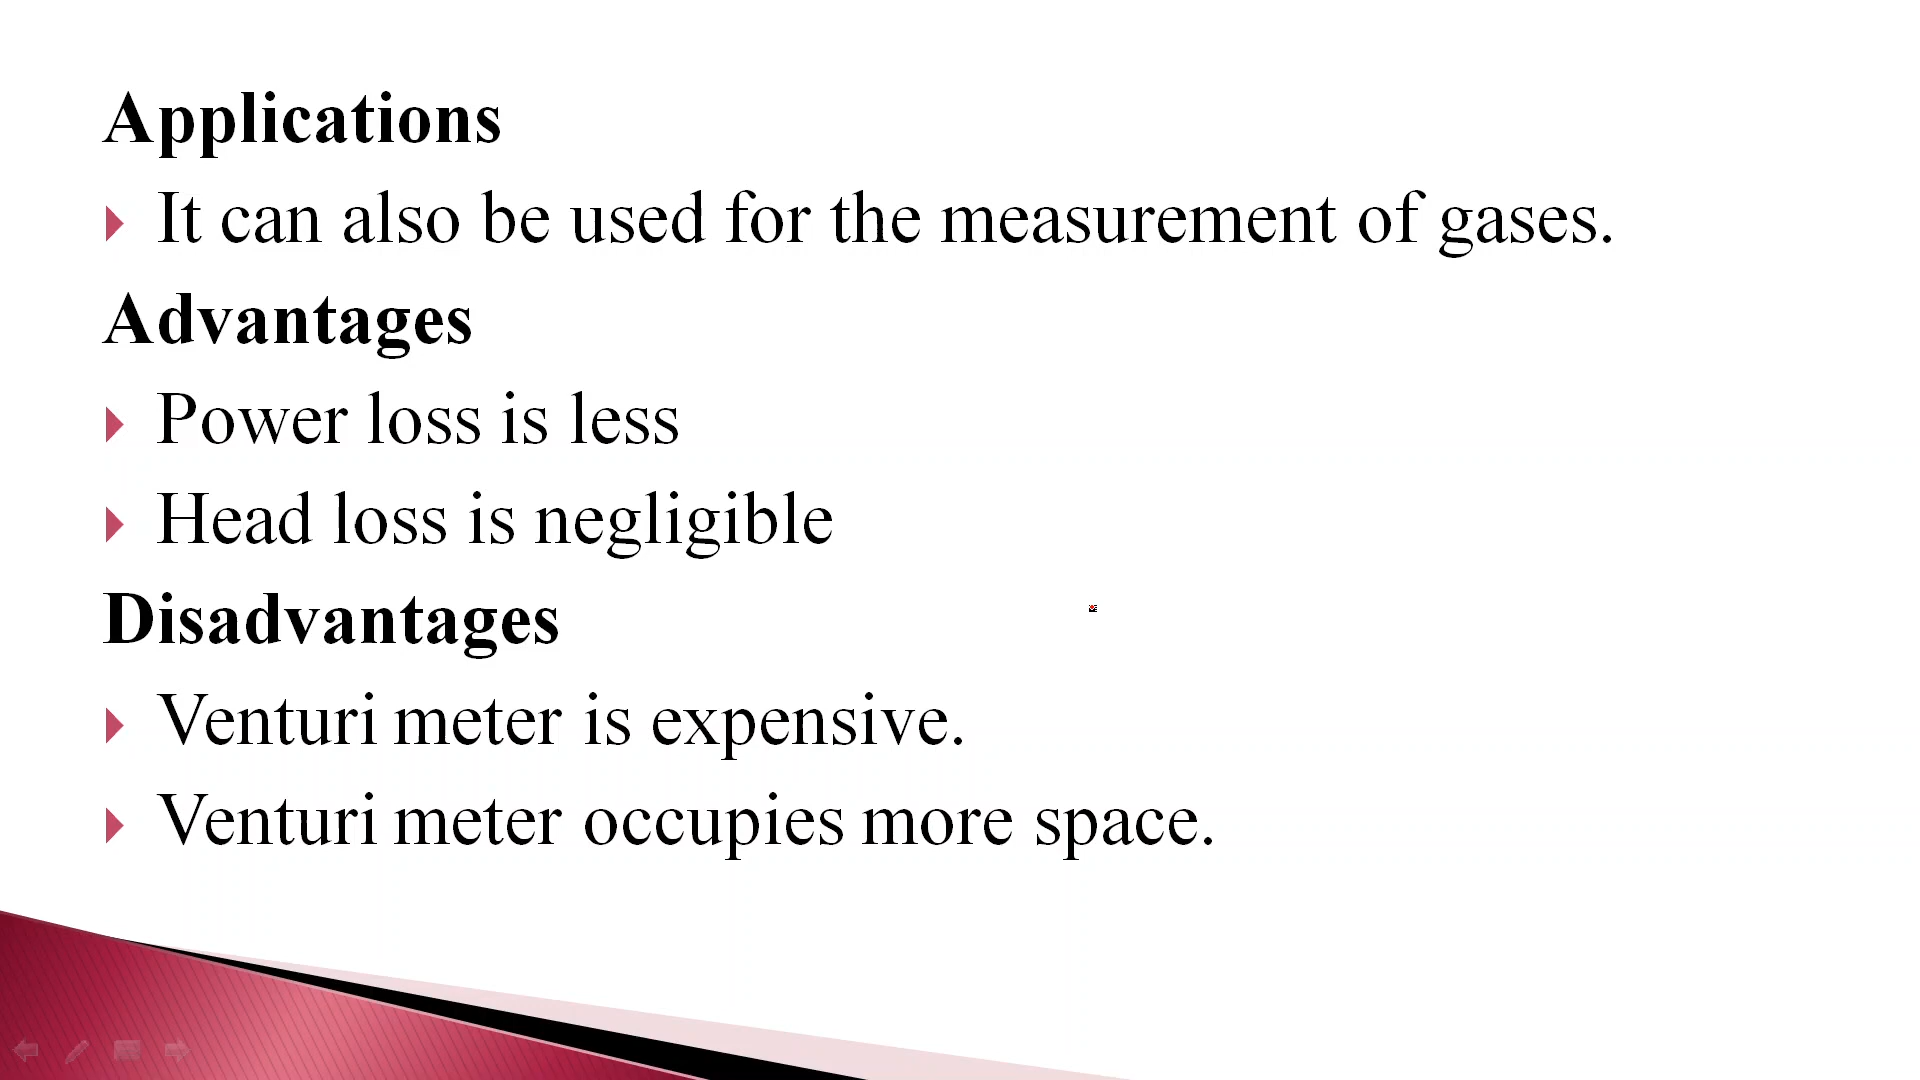 Applications
It can also be used for the measurement of gases.
Advantages
Power loss is less
Head loss is negligible
Disadvantages
Venturi meter is expensive.
Venturi meter occupies more space.